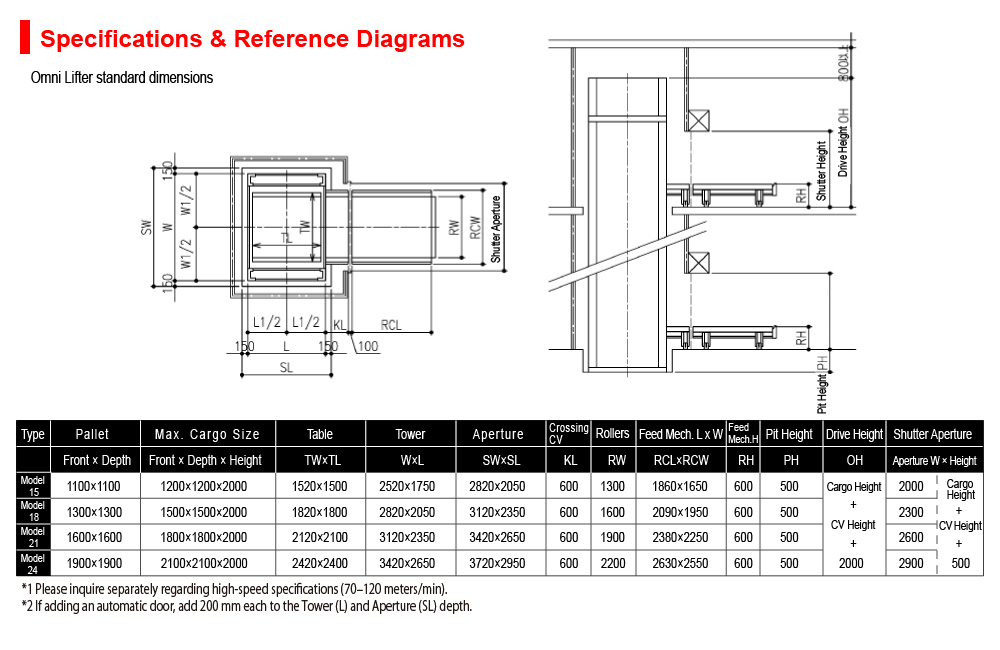 Specifications & Reference Diagrams
Omni Lifter standard dimensions
800以上
OH
Drive Height
Shutter Height
RH
150
W1/2
SW
W
W1/2
150
TL
TW
RW
RCW
Shutter Aperture
L1/2 L1/2 KL RCL
150 L 150 100
SL
RH
PH
Pit Height
Type Pallet Max. Cargo Size Table Tower Aperture Crossing CV Rollers Feed Mech. L x W Feed Mech.H Pit Height Drive Height Shutter Aperture
Front × Depth Front × Depth × Height TW×TL W×L SW×SL KL RW RCL×RCW RH PH OH Aperture W × Height
Model 15 1100×1100 1200×1200×2000 1520×1500 2520×1750 2820×2050 600 1300 1860×1650 600 500 Cargo Height 2000 Cargo Height
Model 18 1300×1300 1500×1500×2000 1820×1800 2820×2050 3120×2350 600 1600 2090×1950 600 500 + 2300 +
Model 21 1600×1600 1800×1800×2000 2120×2100 3120×2350 3420×2650 600 1900 2380×2250 600 500 CV Height + 2600 CV Height +
Model 24 1900×1900 2100×2100×2000 2420×2400 3420×2650 3720×2950 600 2200 2630×2550 600 500 2000 2900 500
*1 Please inquire separately regarding high-speed specifications (70–120 meters/min).
*2 If adding an automatic door, add 200 mm each to the Tower (L) and Aperture (SL) depth.